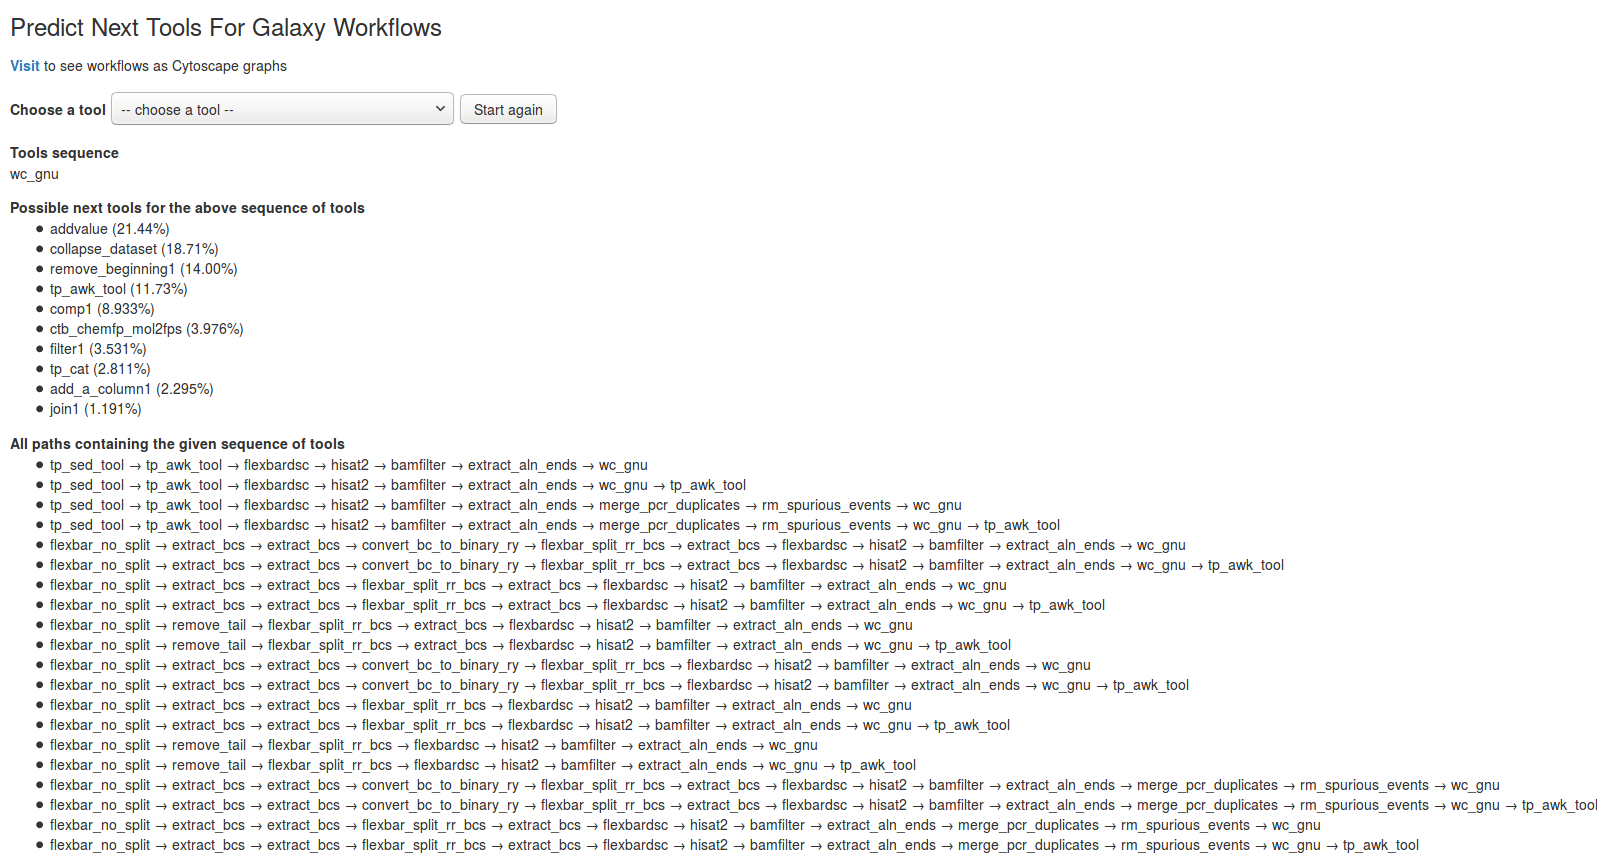 Predict Next Tools For Galaxy Workflows
Visit to see workflows as Cytoscape graphs
Choose a tool -- choose a tool -- Start again
Tools sequence
wc_gnu
Possible next tools for the above sequence of tools
● addvalue (21.44%)
● collapse_dataset (18.71%)
● remove_beginning1 (14.00%)
● tp_awk_tool (11.73%)
● comp1 (8.933%)
● ctb_chemfp_mol2fps (3.976%)
● filter1 (3.531%)
● tp_cat (2.811%)
● add_a_column1 (2.295%)
● join1 (1.191%)
All paths containing the given sequence of tools
● tp_sed_tool → tp_awk_tool → flexbardsc → hisat2 → bamfilter → extract_aln_ends → wc_gnu
● tp_sed_tool → tp_awk_tool → flexbardsc → hisat2 → bamfilter → extract_aln_ends → wc_gnu → tp_awk_tool
● tp_sed_tool → tp_awk_tool → flexbardsc → hisat2 → bamfilter → extract_aln_ends → merge_pcr_duplicates → rm_spurious_events → wc_gnu
● tp_sed_tool → tp_awk_tool → flexbardsc → hisat2 → bamfilter → extract_aln_ends → merge_pcr_duplicates → rm_spurious_events → wc_gnu → tp_awk_tool
● flexbar_no_split → extract_bcs → extract_bcs → convert_bc_to_binary_ry → flexbar_split_rr_bcs → extract_bcs → flexbardsc → hisat2 → bamfilter → extract_aln_ends → wc_gnu
● flexbar_no_split → extract_bcs → extract_bcs → convert_bc_to_binary_ry → flexbar_split_rr_bcs → extract_bcs → flexbardsc → hisat2 → bamfilter → extract_aln_ends → wc_gnu → tp_awk_tool
● flexbar_no_split → extract_bcs → extract_bcs → flexbar_split_rr_bcs → extract_bcs → flexbardsc → hisat2 → bamfilter → extract_aln_ends → wc_gnu
● flexbar_no_split → extract_bcs → extract_bcs → flexbar_split_rr_bcs → extract_bcs → flexbardsc → hisat2 → bamfilter → extract_aln_ends → wc_gnu → tp_awk_tool
● flexbar_no_split → remove_tail → flexbar_split_rr_bcs → extract_bcs → flexbardsc → hisat2 → bamfilter → extract_aln_ends → wc_gnu
● flexbar_no_split → remove_tail → flexbar_split_rr_bcs → extract_bcs → flexbardsc → hisat2 → bamfilter → extract_aln_ends → wc_gnu → tp_awk_tool
● flexbar_no_split → extract_bcs → extract_bcs → convert_bc_to_binary_ry → flexbar_split_rr_bcs → flexbardsc → hisat2 → bamfilter → extract_aln_ends → wc_gnu
● flexbar_no_split → extract_bcs → extract_bcs → convert_bc_to_binary_ry → flexbar_split_rr_bcs → flexbardsc → hisat2 → bamfilter → extract_aln_ends → wc_gnu → tp_awk_tool
● flexbar_no_split → extract_bcs → extract_bcs → flexbar_split_rr_bcs → flexbardsc → hisat2 → bamfilter → extract_aln_ends → wc_gnu
● flexbar_no_split → extract_bcs → extract_bcs → flexbar_split_rr_bcs → flexbardsc → hisat2 → bamfilter → extract_aln_ends → wc_gnu → tp_awk_tool
● flexbar_no_split → remove_tail → flexbar_split_rr_bcs → flexbardsc → hisat2 → bamfilter → extract_aln_ends → wc_gnu
● flexbar_no_split → remove_tail → flexbar_split_rr_bcs → flexbardsc → hisat2 → bamfilter → extract_aln_ends → wc_gnu → tp_awk_tool
● flexbar_no_split → extract_bcs → extract_bcs → convert_bc_to_binary_ry → flexbar_split_rr_bcs → extract_bcs → flexbardsc → hisat2 → bamfilter → extract_aln_ends → merge_pcr_duplicates → rm_spurious_events → wc_gnu
● flexbar_no_split → extract_bcs → extract_bcs → convert_bc_to_binary_ry → flexbar_split_rr_bcs → extract_bcs → flexbardsc → hisat2 → bamfilter → extract_aln_ends → merge_pcr_duplicates → rm_spurious_events → wc_gnu → tp_awk_tool
● flexbar_no_split → extract_bcs → extract_bcs → flexbar_split_rr_bcs → extract_bcs → flexbardsc → hisat2 → bamfilter → extract_aln_ends → merge_pcr_duplicates → rm_spurious_events → wc_gnu
● flexbar_no_split → extract_bcs → extract_bcs → flexbar_split_rr_bcs → extract_bcs → flexbardsc → hisat2 → bamfilter → extract_aln_ends → merge_pcr_duplicates → rm_spurious_events → wc_gnu → tp_awk_tool